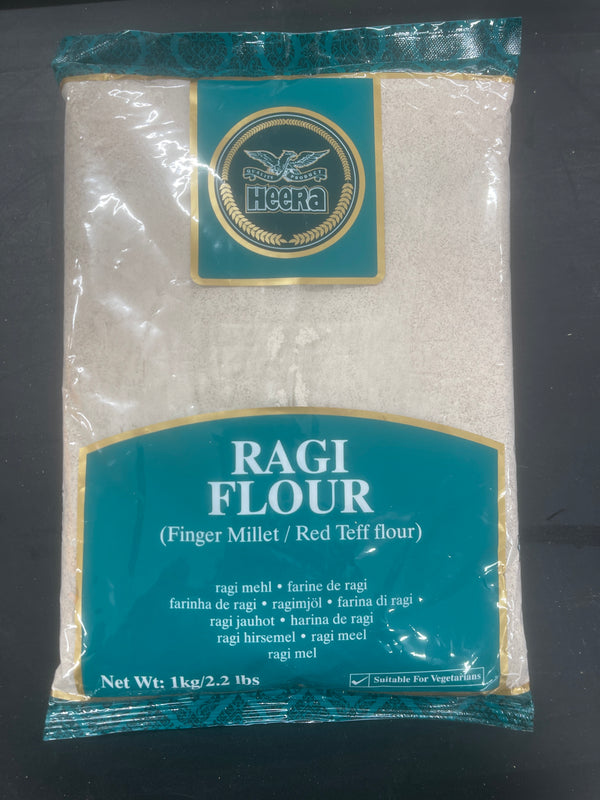 QUALITY PRODUCT
HEERA
RAGI
FLOUR
(Finger Millet / Red Teff flour)
ragi mehl • farine de ragi
farinha de ragi • ragimjöl • farina di ragi •
ragi jauhot • harina de ragi
ragi hirsemel • ragi meel
ragi mel
Net Wt: 1kg/2.2 lbs
Suitable For Vegetarians